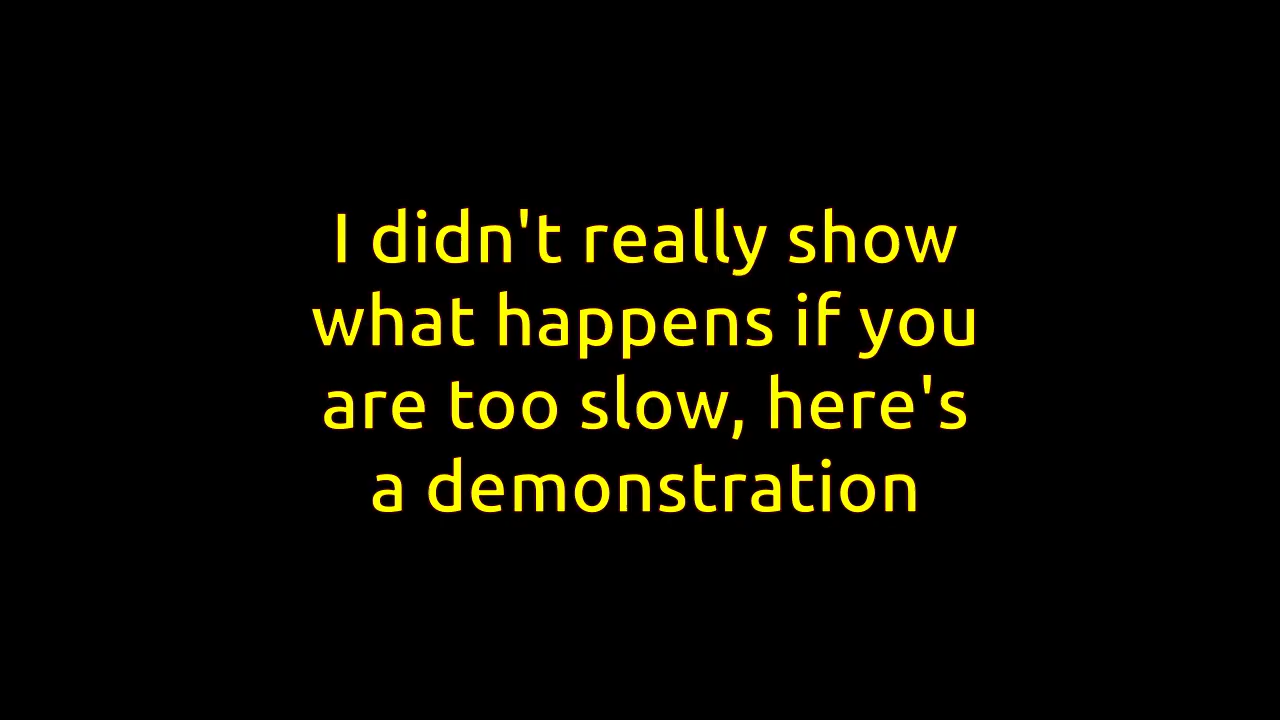 I didn't really show
what happens if you
are too slow, here's
a demonstration